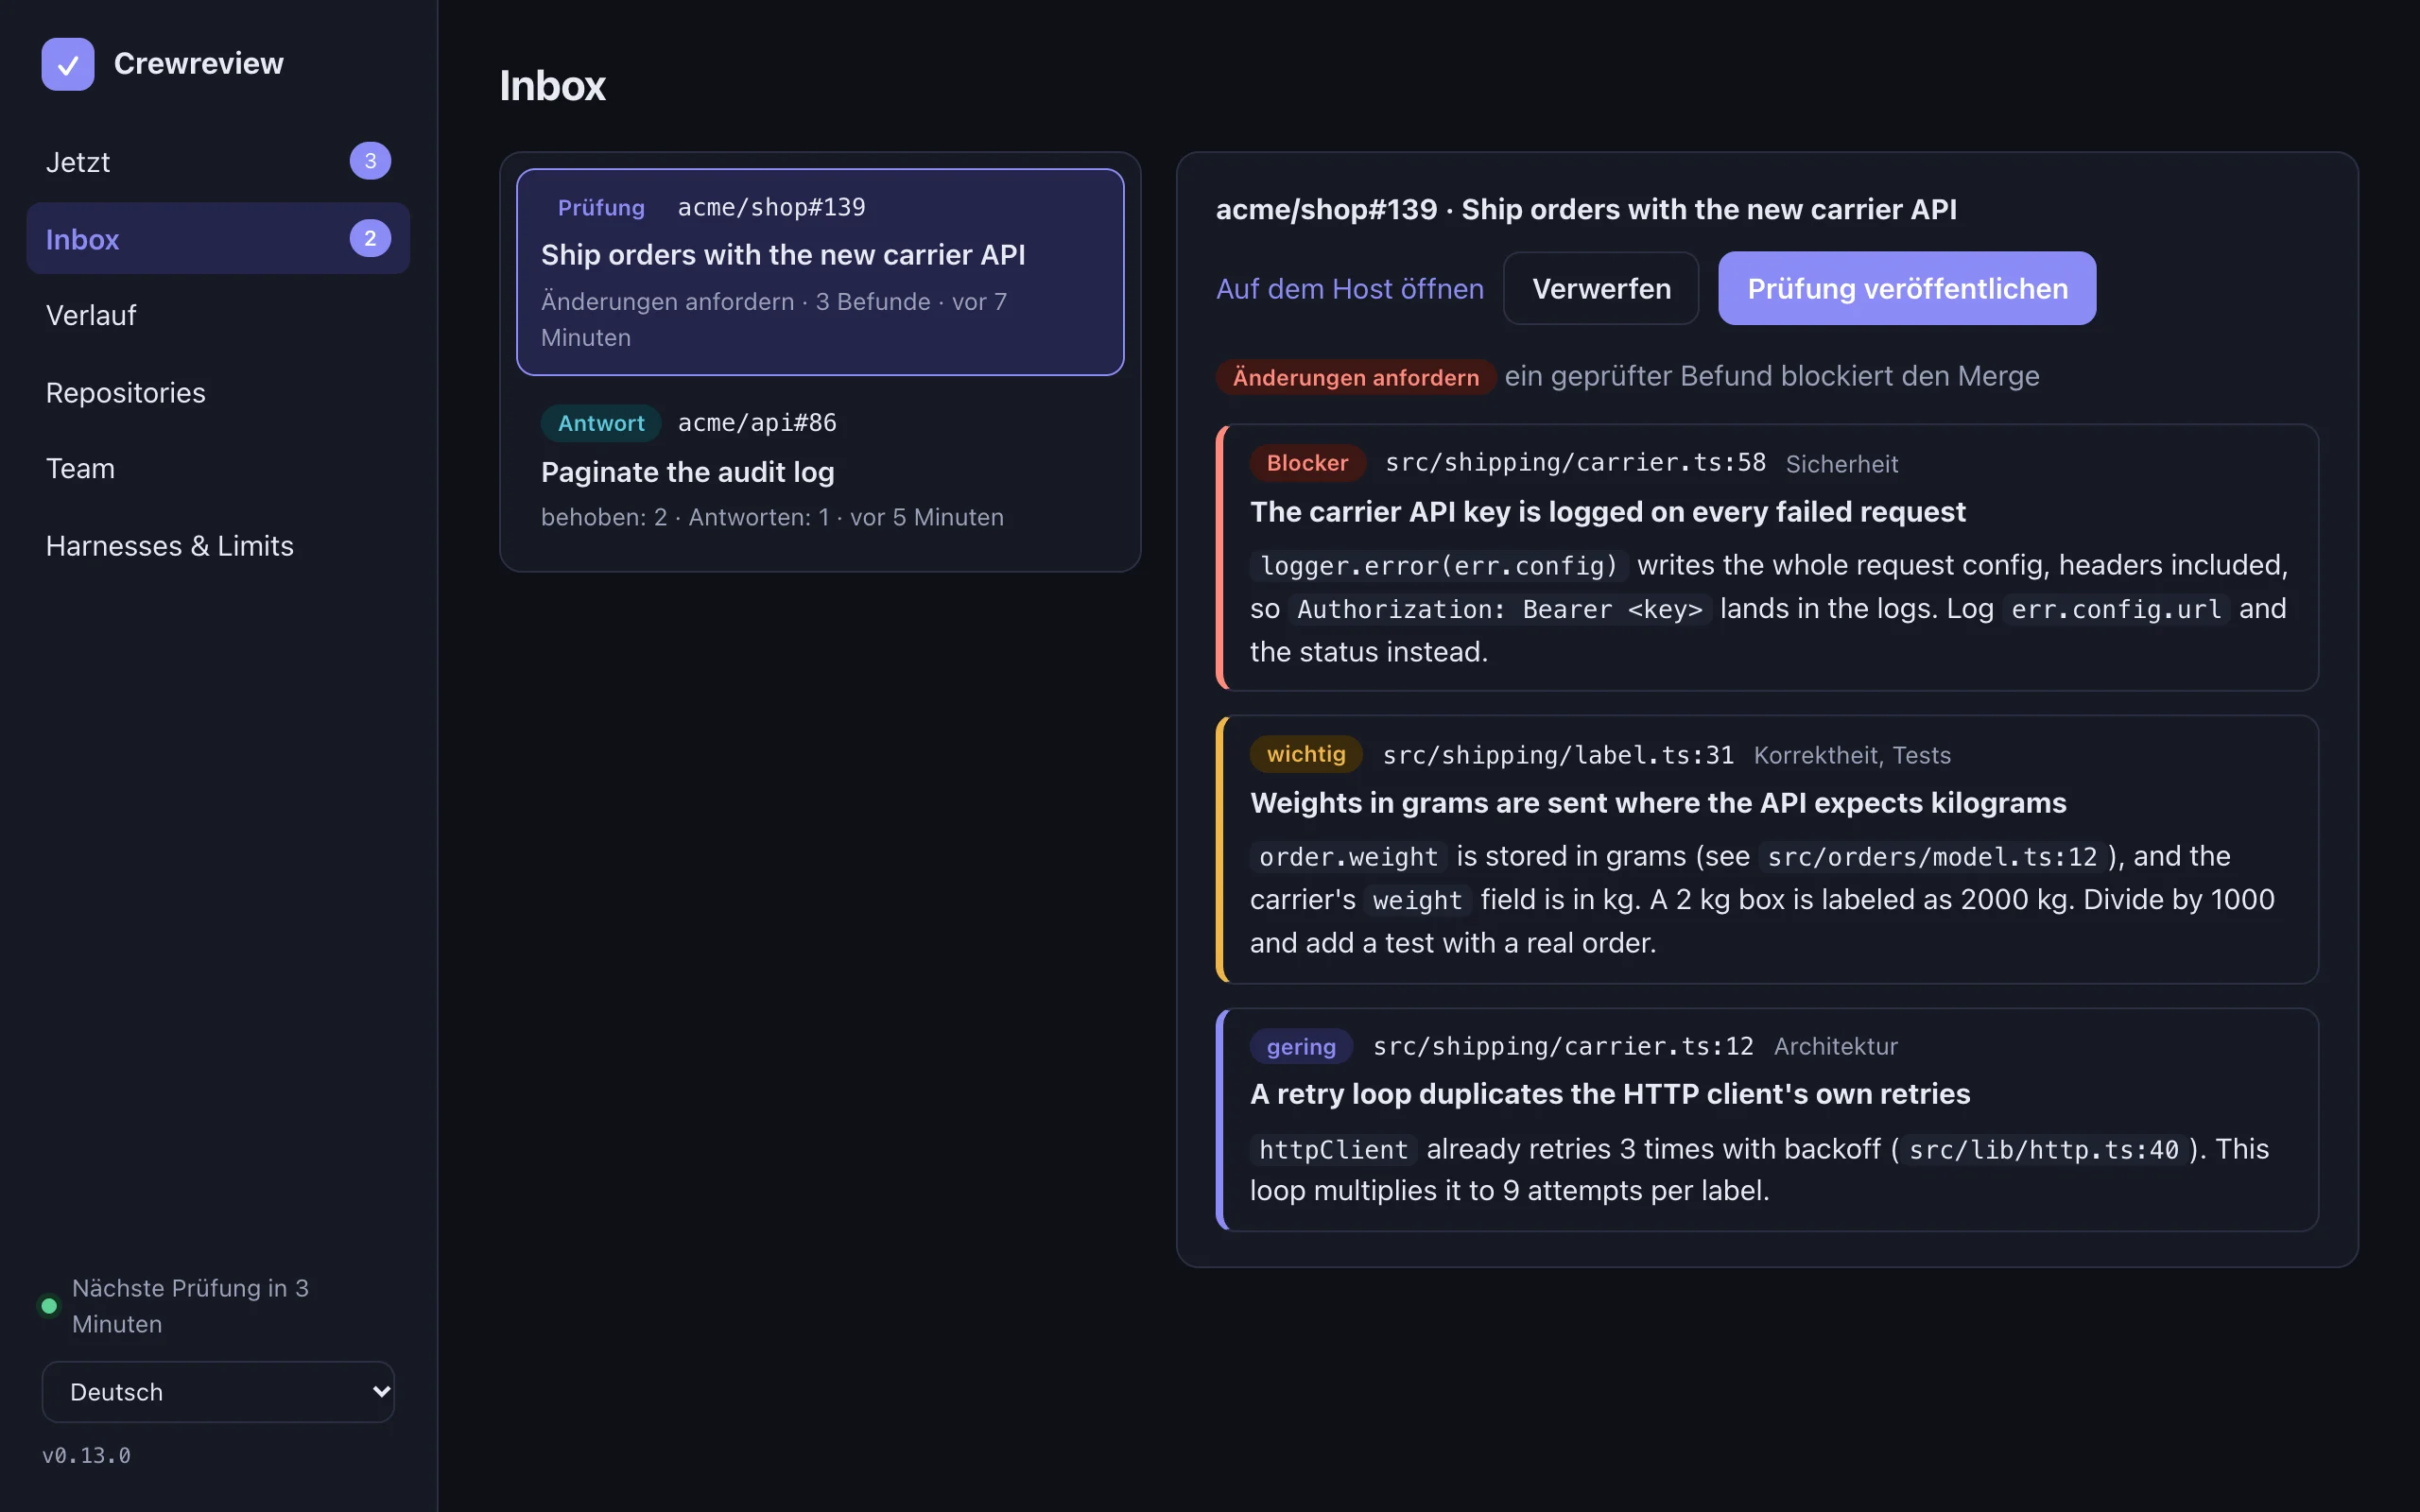 Crewreview
Jetzt 3
Inbox 2
Verlauf
Repositories
Team
Harnesses & Limits
Nächste Prüfung in 3
Minuten
Deutsch
v0.13.0
Inbox
Prüfung acme/shop#139
Ship orders with the new carrier API
Änderungen anfordern · 3 Befunde · vor 7
Minuten
Antwort acme/api#86
Paginate the audit log
behoben: 2 · Antworten: 1 · vor 5 Minuten
acme/shop#139 · Ship orders with the new carrier API
Auf dem Host öffnen Verwerfen Prüfung veröffentlichen
Änderungen anfordern ein geprüfter Befund blockiert den Merge
Blocker src/shipping/carrier.ts:58 Sicherheit
The carrier API key is logged on every failed request
logger.error(err.config) writes the whole request config, headers included,
so Authorization: Bearer <key> lands in the logs. Log err.config.url and
the status instead.
wichtig src/shipping/label.ts:31 Korrektheit, Tests
Weights in grams are sent where the API expects kilograms
order.weight is stored in grams (see src/orders/model.ts:12), and the
carrier's weight field is in kg. A 2 kg box is labeled as 2000 kg. Divide by 1000
and add a test with a real order.
gering src/shipping/carrier.ts:12 Architektur
A retry loop duplicates the HTTP client's own retries
httpClient already retries 3 times with backoff (src/lib/http.ts:40). This
loop multiplies it to 9 attempts per label.